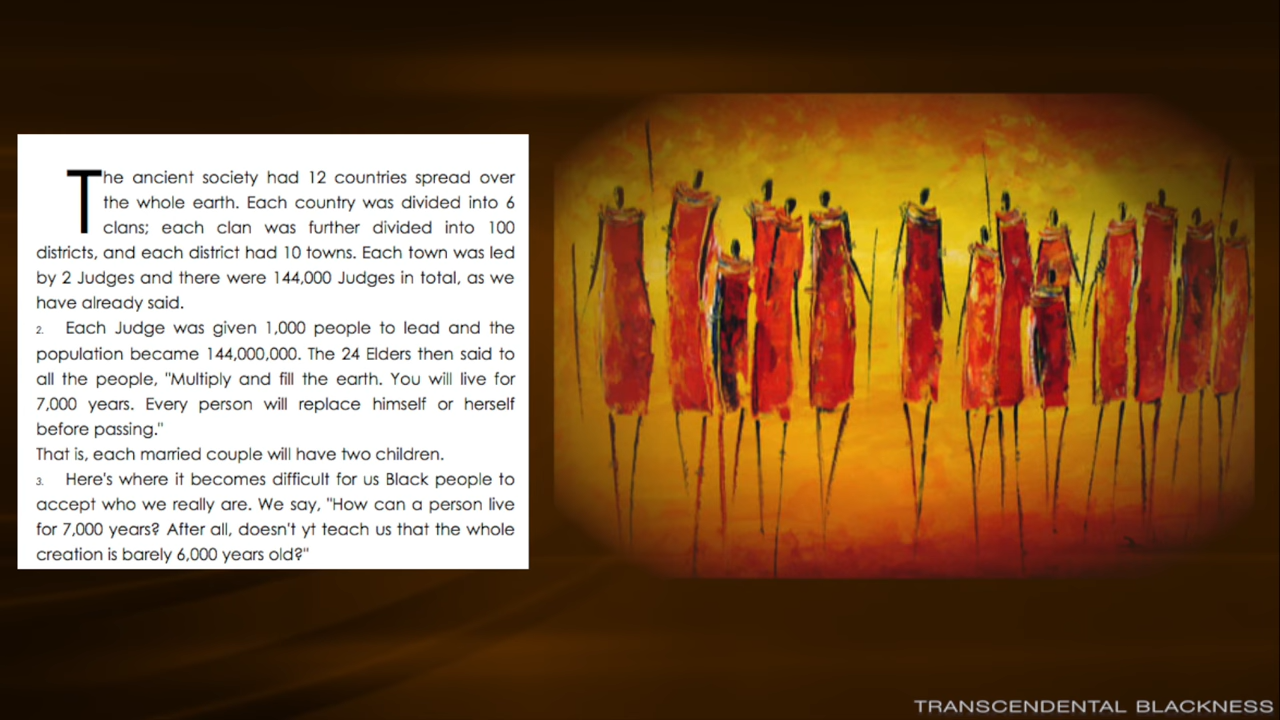 The ancient society had 12 countries spread over
the whole earth. Each country was divided into 6
clans; each clan was further divided into 100
districts, and each district had 10 towns. Each town was led
by 2 Judges and there were 144,000 Judges in total, as we
have already said.
2. Each Judge was given 1,000 people to lead and the
population became 144,000,000. The 24 Elders then said to
all the people, "Multiply and fill the earth. You will live for
7,000 years. Every person will replace himself or herself
before passing."
That is, each married couple will have two children.
3. Here's where it becomes difficult for us Black people to
accept who we really are. We say, "How can a person live
for 7,000 years? After all, doesn't yt teach us that the whole
creation is barely 6,000 years old?"
TRANSCENDENTAL BLACKNESS